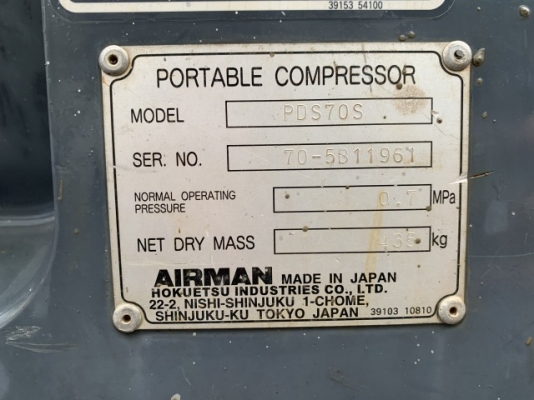 39153 54100
PORTABLE COMPRESSOR
MODEL PDS70S
SER. NO. 70-5B11961
NORMAL OPERATING PRESSURE 0.7 MPa
NET DRY MASS kg
AIRMAN MADE IN JAPAN
HOKUETSU INDUSTRIES CO., LTD.
22-2, NISHI-SHINJUKU 1-CHOME,
SHINJUKU-KU TOKYO JAPAN 39103 10810